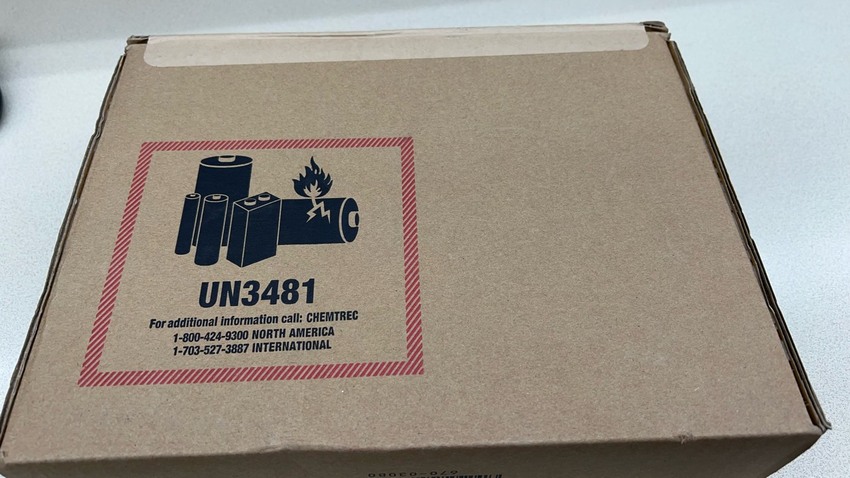 UN3481
For additional information call: CHEMTREC
1-800-424-9300 NORTH AMERICA
1-703-527-3887 INTERNATIONAL